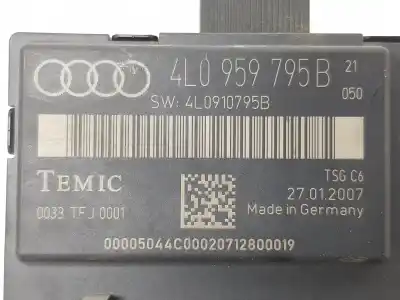 4L0 959 795 B 21
050
SW: 4L0910795B
TEMIC
TSG C6
27.01.2007
0033 TFJ 0001
Made in Germany
00005044C00020712800019